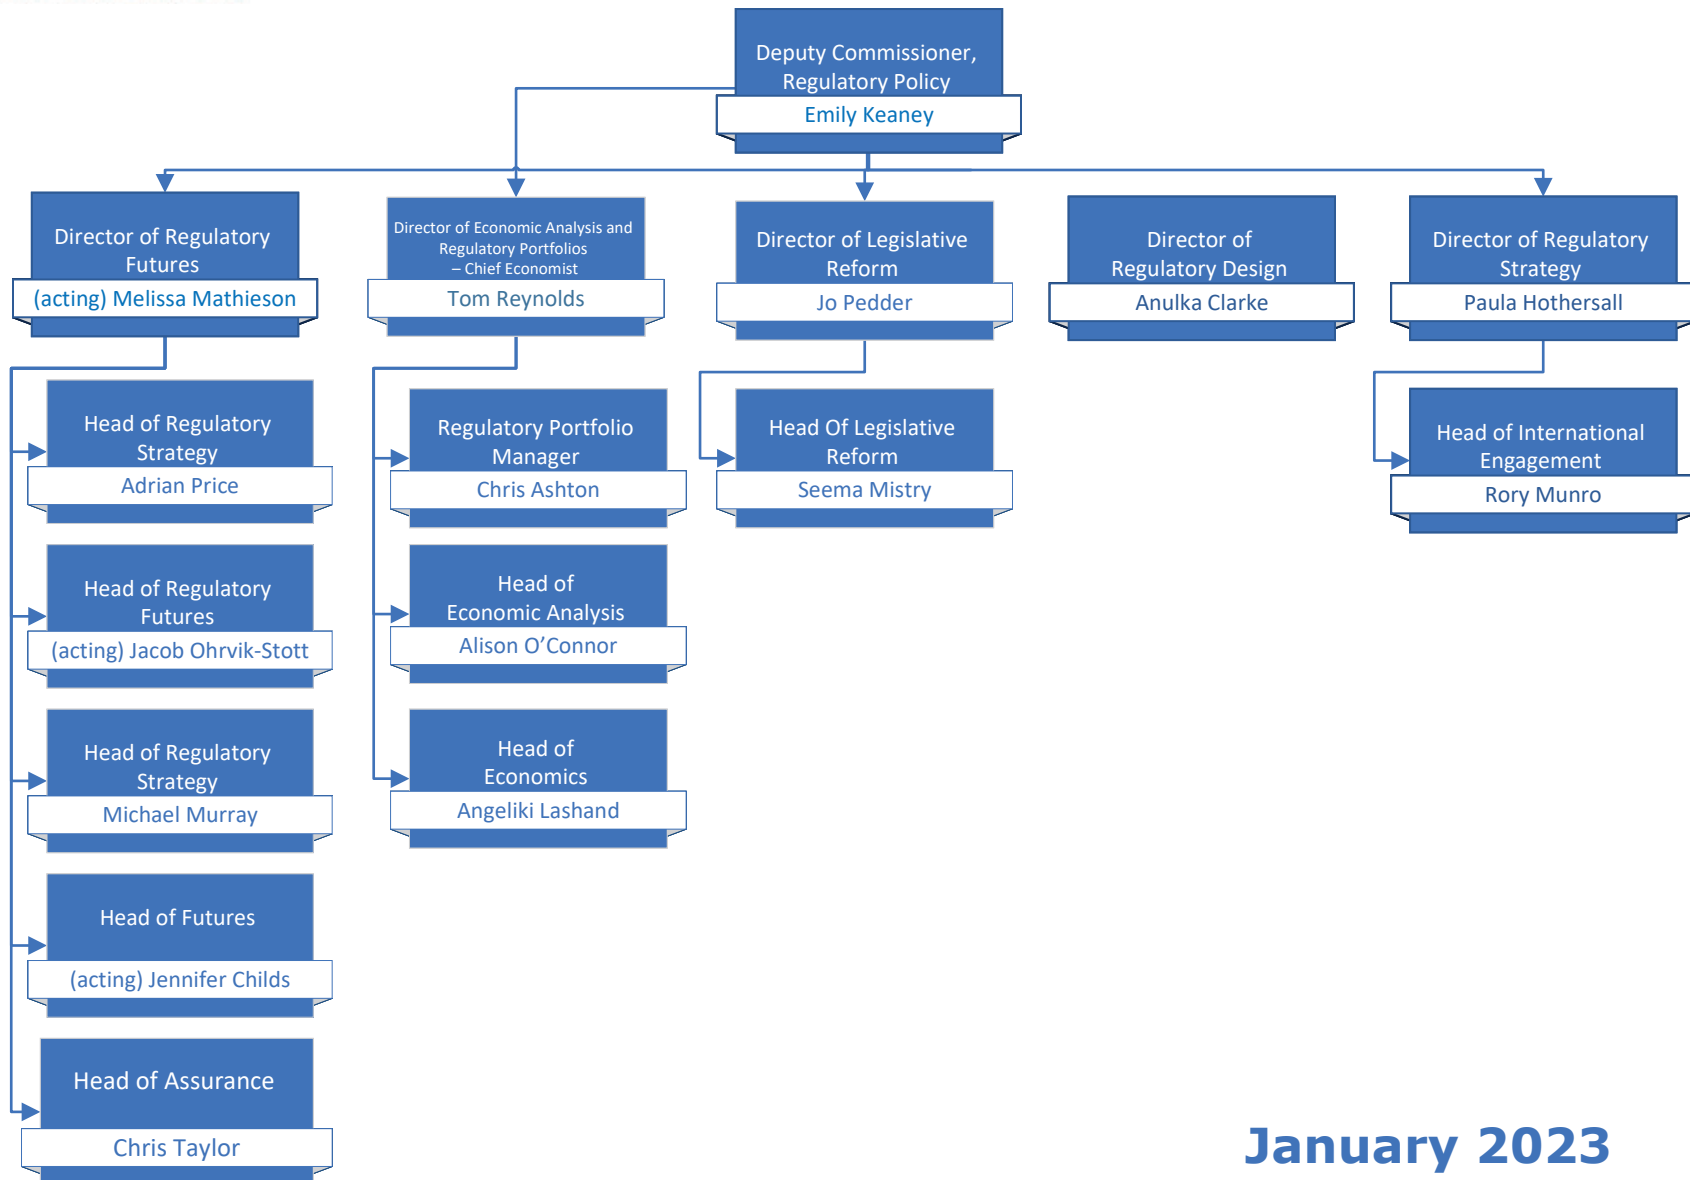 Deputy Commissioner,
Regulatory Policy
Emily Keaney
Director of Regulatory
Futures
(acting) Melissa Mathieson
Director of Economic Analysis and
Regulatory Portfolios
– Chief Economist
Tom Reynolds
Director of Legislative
Reform
Jo Pedder
Director of
Regulatory Design
Anulka Clarke
Director of Regulatory
Strategy
Paula Hothersall
Head of Regulatory
Strategy
Adrian Price
Regulatory Portfolio
Manager
Chris Ashton
Head Of Legislative
Reform
Seema Mistry
Head of International
Engagement
Rory Munro
Head of Regulatory
Futures
(acting) Jacob Ohrvik-Stott
Head of
Economic Analysis
Alison O’Connor
Head of Regulatory
Strategy
Michael Murray
Head of
Economics
Angeliki Lashand
Head of Futures
(acting) Jennifer Childs
Head of Assurance
Chris Taylor
January 2023